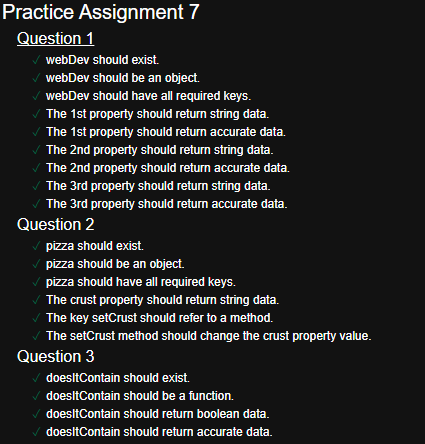 Practice Assignment 7
Question 1
✓ webDev should exist.
✓ webDev should be an object.
✓ webDev should have all required keys.
✓ The 1st property should return string data.
✓ The 1st property should return accurate data.
✓ The 2nd property should return string data.
✓ The 2nd property should return accurate data.
✓ The 3rd property should return string data.
✓ The 3rd property should return accurate data.
Question 2
✓ pizza should exist.
✓ pizza should be an object.
✓ pizza should have all required keys.
✓ The crust property should return string data.
✓ The key setCrust should refer to a method.
✓ The setCrust method should change the crust property value.
Question 3
✓ doesItContain should exist.
✓ doesItContain should be a function.
✓ doesItContain should return boolean data.
✓ doesItContain should return accurate data.